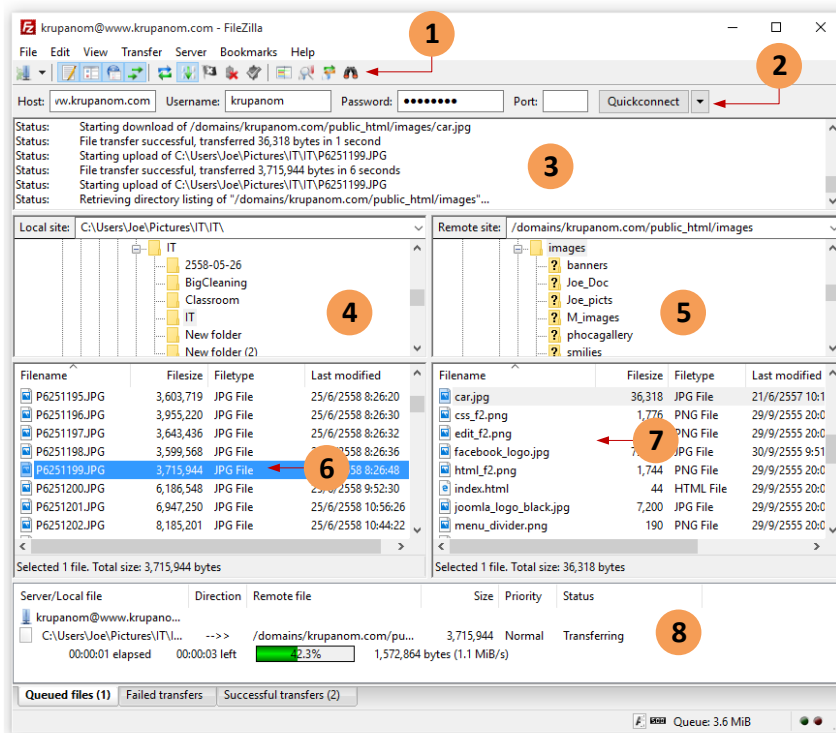 krupanom@www.krupanom.com - FileZilla
1
File Edit View Transfer Server Bookmarks Help
2
Host: vw.krupanom.com Username: krupanom Password: ●●●●●●●● Port: Quickconnect
Status: Starting download of /domains/krupanom.com/public_html/images/car.jpg
Status: File transfer successful, transferred 36,318 bytes in 1 second
Status: Starting upload of C:\Users\Joe\Pictures\IT\IT\P6251199.JPG
Status: File transfer successful, transferred 3,715,944 bytes in 6 seconds
Status: Starting upload of C:\Users\Joe\Pictures\IT\IT\P6251199.JPG
Status: Retrieving directory listing of "/domains/krupanom.com/public_html/images"...
3
Local site: C:\Users\Joe\Pictures\IT\IT\
IT
2558-05-26
BigCleaning
Classroom
IT
New folder
New folder (2)
4
Remote site: /domains/krupanom.com/public_html/images
images
banners
Joe_Doc
Joe_picts
M_images
phocagallery
smilies
5
Filename Filesize Filetype Last modified
P6251195.JPG 3,603,719 JPG File 25/6/2558 8:26:20
P6251196.JPG 3,955,220 JPG File 25/6/2558 8:26:30
P6251197.JPG 3,643,436 JPG File 25/6/2558 8:26:32
P6251198.JPG 3,599,568 JPG File 25/6/2558 8:26:36
P6251199.JPG 3,715,944 JPG File 2558 8:26:48
P6251200.JPG 6,186,548 JPG File 25/6/2558 9:52:30
P6251201.JPG 6,947,250 JPG File 25/6/2558 10:56:26
P6251202.JPG 8,185,201 JPG File 25/6/2558 10:44:22
6
Selected 1 file. Total size: 3,715,944 bytes
Filename Filesize Filetype Last modified
car.jpg 36,318 JPG File 21/6/2557 10:1
css_f2.png 1,776 PNG File 29/9/2555 20:0
edit_f2.png PNG File 29/9/2555 20:0
facebook_logo.jpg JPG File 30/9/2555 9:51
html_f2.png 1,744 PNG File 29/9/2555 20:0
index.html 44 HTML File 29/9/2555 20:0
joomla_logo_black.jpg 7,200 JPG File 29/9/2555 20:0
menu_divider.png 190 PNG File 29/9/2555 20:0
7
Selected 1 file. Total size: 36,318 bytes
Server/Local file Direction Remote file Size Priority Status
krupanom@www.krupano...
C:\Users\Joe\Pictures\IT\I... -->> /domains/krupanom.com/pu... 3,715,944 Normal Transferring
00:00:01 elapsed 00:00:03 left 42.3% 1,572,864 bytes (1.1 MiB/s)
8
Queued files (1) Failed transfers Successful transfers (2)
Queue: 3.6 MiB